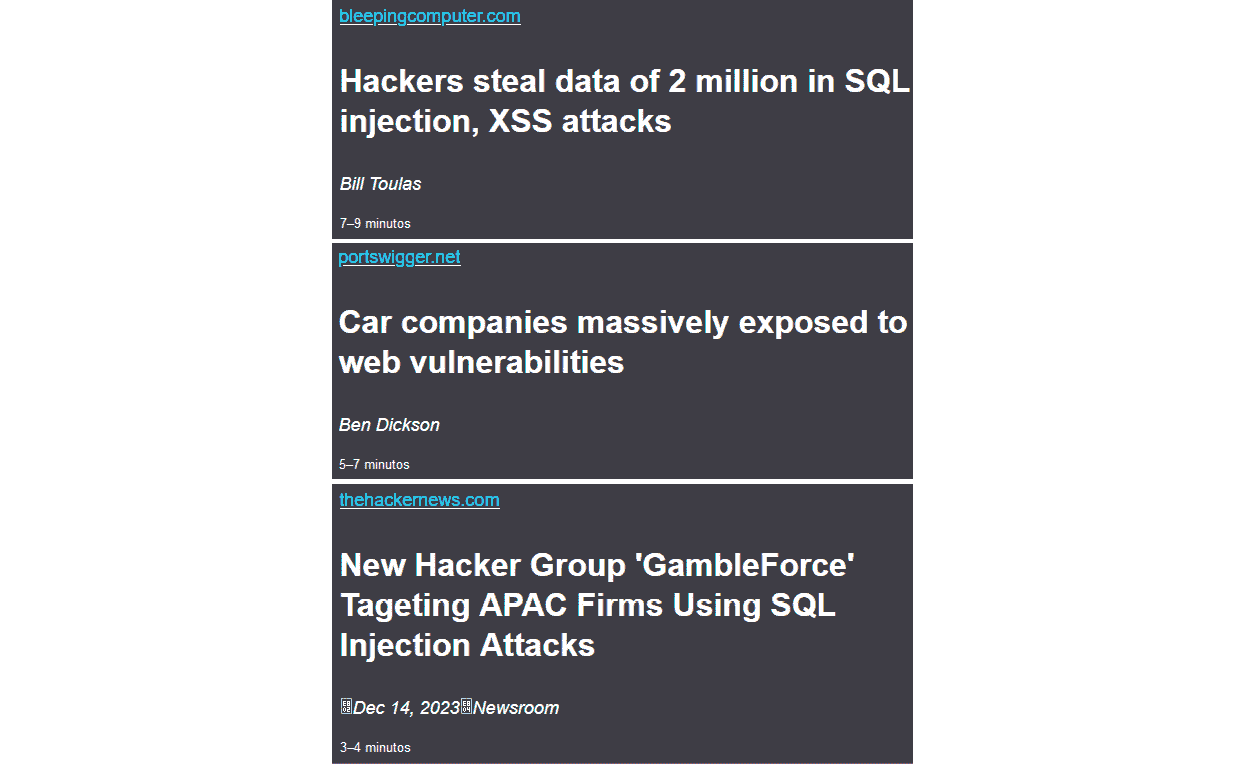 bleepingcomputer.com
Hackers steal data of 2 million in SQL
injection, XSS attacks
Bill Toulas
7–9 minutos
portswigger.net
Car companies massively exposed to
web vulnerabilities
Ben Dickson
5–7 minutos
thehackernews.com
New Hacker Group 'GambleForce'
Tageting APAC Firms Using SQL
Injection Attacks
Dec 14, 2023Newsroom
3–4 minutos